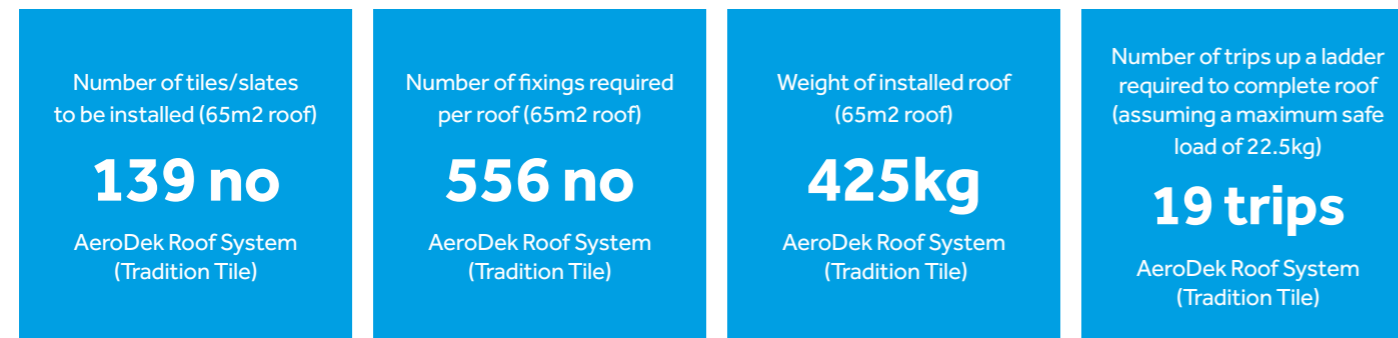 Number of tiles/slates
to be installed (65m2 roof)
139 no
AeroDek Roof System
(Tradition Tile)
Number of fixings required
per roof (65m2 roof)
556 no
AeroDek Roof System
(Tradition Tile)
Weight of installed roof
(65m2 roof)
425kg
AeroDek Roof System
(Tradition Tile)
Number of trips up a ladder
required to complete roof
(assuming a maximum safe
load of 22.5kg)
19 trips
AeroDek Roof System
(Tradition Tile)